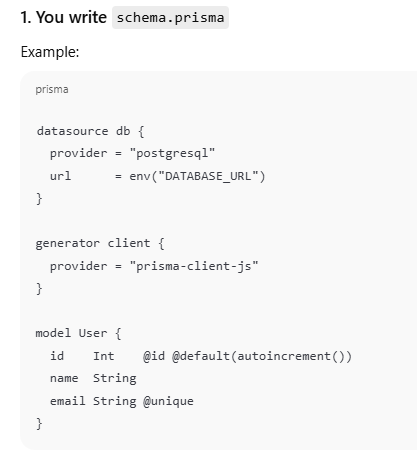 1. You write schema.prisma
Example:
prisma
datasource db {
  provider = "postgresql"
  url      = env("DATABASE_URL")
}
generator client {
  provider = "prisma-client-js"
}
model User {
  id    Int    @id @default(autoincrement())
  name  String
  email String @unique
}